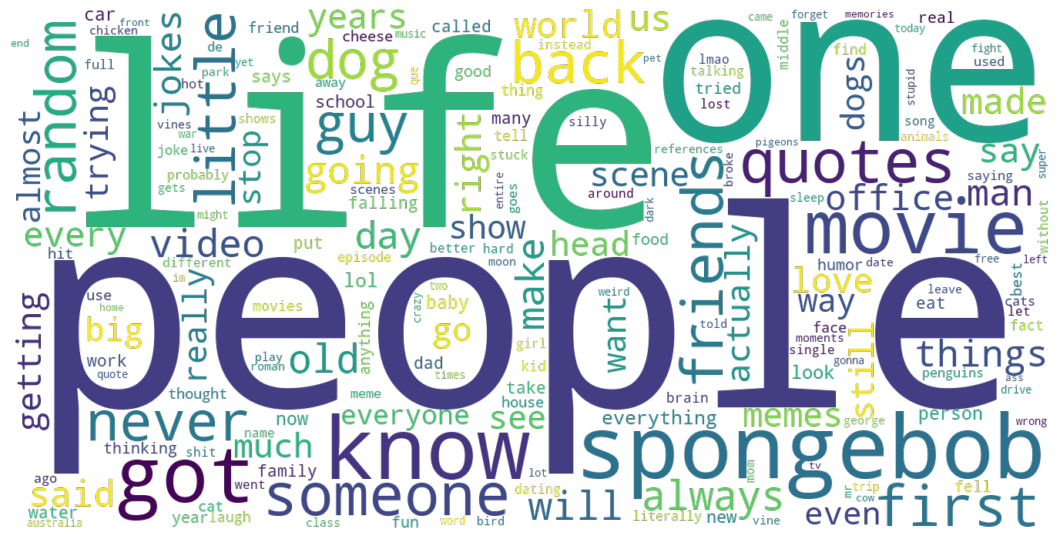 life
one
people
know
spongebob
got
movie
quotes
friends
someone
never
first
back
dog
guy
little
random
jokes
years
world
us
made
dogs
say
man
office
scene
right
going
stop
trying
almost
every
video
day
show
head
make
want
actually
love
way
still
things
look
getting
big
really
old
go
see
everyone
much
said
always
will
even
memes
person
everything
car
chicken
front
end
full
hot
vines
war
joke
live
probably
gets
might
de
park
yet
says
shows
friend
cheese
music
away
called
good
school
scenes
falling
que
many
tell
stuck
entire
goes
thing
instead
silly
around
pet
lmao
talking
tried
lost
references
broke
dark
came
forget
middle
memories
today
find
real
fight
used
stupid
song
animals
pigeons
sleep
saying
super
without
hit
different
im
put
episode
better
hard
moon
food
lol
movies
baby
two
crazy
times
girl
kid
weird
told
humor
date
free
left
best
leave
cats
let
eat
face
moments
single
gonna
fact
penguins
ass
drive
use
home
work
quote
play
roman
anything
dad
meme
thought
now
take
house
brain
george
wrong
thinking
shit
name
family
went
ago
water
australia
year
cat
laugh
class
fun
word
bird
lot
dating
mom
literally
new
vine
tv
mr
trip
cow
fell